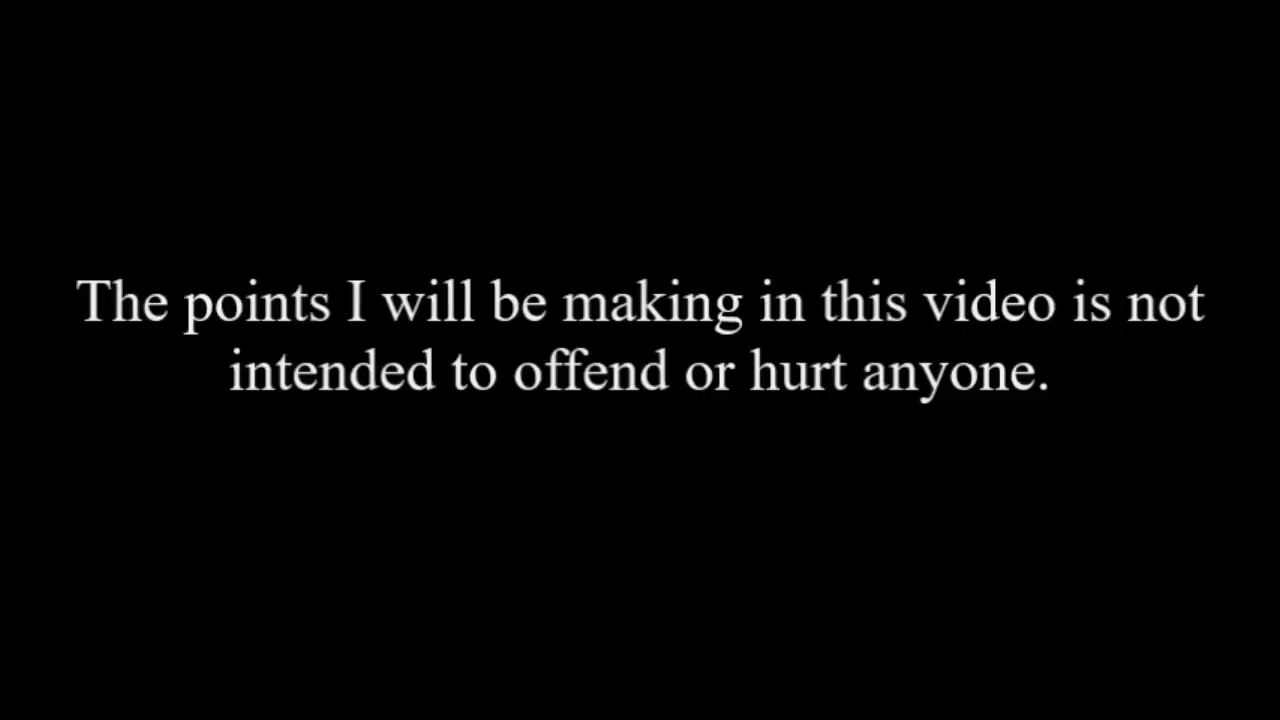 The points I will be making in this video is not
intended to offend or hurt anyone.